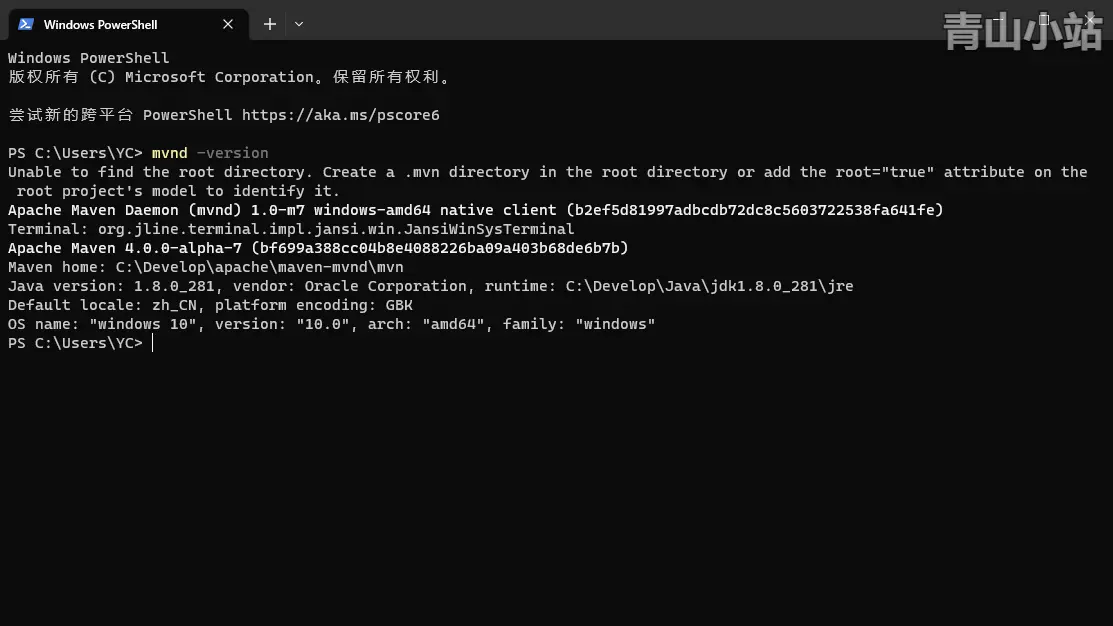 Windows PowerShell
青山小站
Windows PowerShell
版权所有 (C) Microsoft Corporation。保留所有权利。
尝试新的跨平台 PowerShell https://aka.ms/pscore6
PS C:\Users\YC> mvnd -version
Unable to find the root directory. Create a .mvn directory in the root directory or add the root="true" attribute on the
root project's model to identify it.
Apache Maven Daemon (mvnd) 1.0-m7 windows-amd64 native client (b2ef5d81997adbcdb72dc8c5603722538fa641fe)
Terminal: org.jline.terminal.impl.jansi.win.JansiWinSysTerminal
Apache Maven 4.0.0-alpha-7 (bf699a388cc04b8e4088226ba09a403b68de6b7b)
Maven home: C:\Develop\apache\maven-mvnd\mvn
Java version: 1.8.0_281, vendor: Oracle Corporation, runtime: C:\Develop\Java\jdk1.8.0_281\jre
Default locale: zh_CN, platform encoding: GBK
OS name: "windows 10", version: "10.0", arch: "amd64", family: "windows"
PS C:\Users\YC>